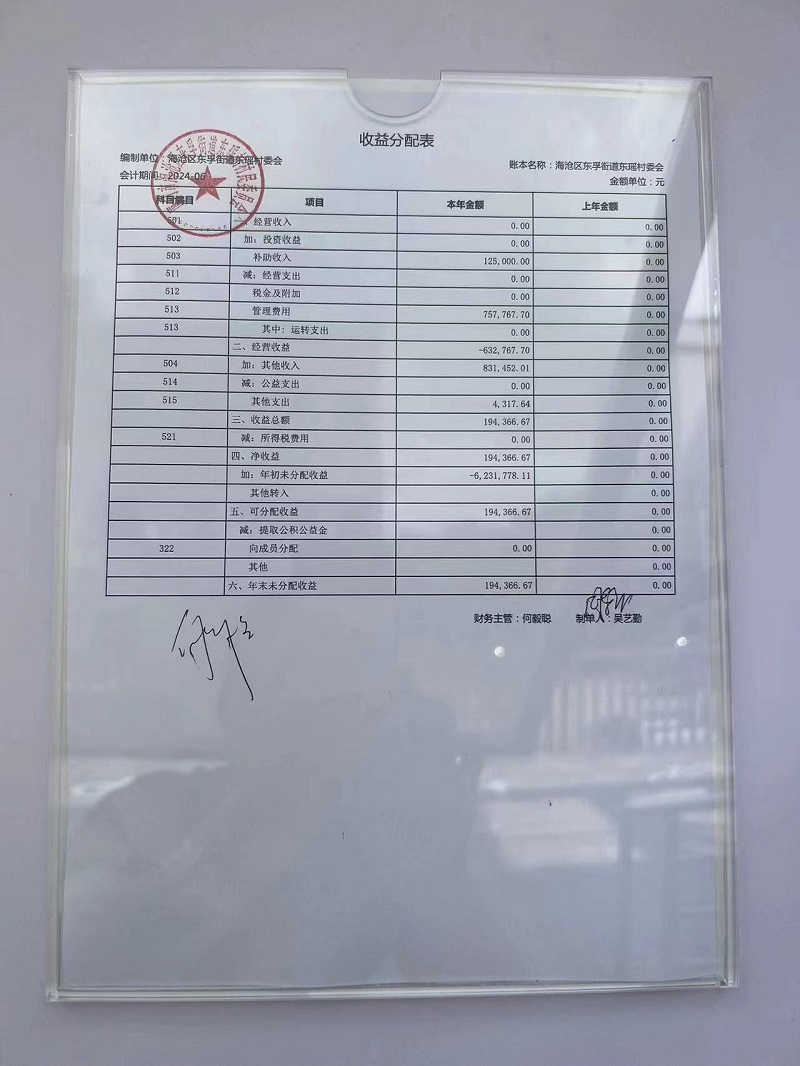 收益分配表
编制单位：海沧区东孚街道东瑶村委会 账本名称：海沧区东孚街道东瑶村委会
会计期间：2024-06 金额单位：元
科目编目 项目 本年金额 上年金额
501 一、经营收入 0.00 0.00
502 加：投资收益 0.00 0.00
503 补助收入 125,000.00 0.00
511 减：经营支出 0.00 0.00
512 税金及附加 0.00 0.00
513 管理费用 757,767.70 0.00
513 其中：运转支出 0.00 0.00
二、经营收益 -632,767.70 0.00
504 加：其他收入 831,452.01 0.00
514 减：公益支出 0.00 0.00
515 其他支出 4,317.64 0.00
三、收益总额 194,366.67 0.00
521 减：所得税费用 0.00 0.00
四、净收益 194,366.67 0.00
加：年初未分配收益 -6,231,778.11 0.00
其他转入 0.00
五、可分配收益 194,366.67 0.00
减：提取公积公益金 0.00
322 向成员分配 0.00 0.00
其他 0.00
六、年末未分配收益 194,366.67 0.00
财务主管：何毅聪 制单人：吴艺勤